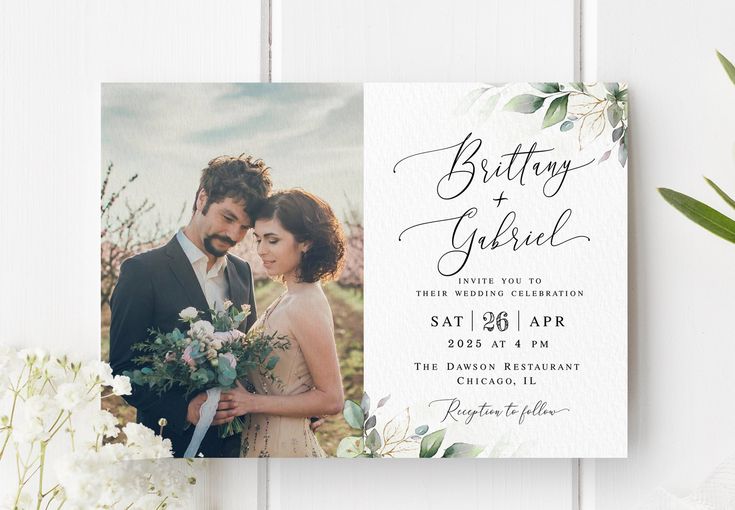 Brittany
+
Gabriel
INVITE YOU TO
THEIR WEDDING CELEBRATION
SAT | 26 | APR
2025 AT 4 PM
THE DAWSON RESTAURANT
CHICAGO, IL
Reception to follow